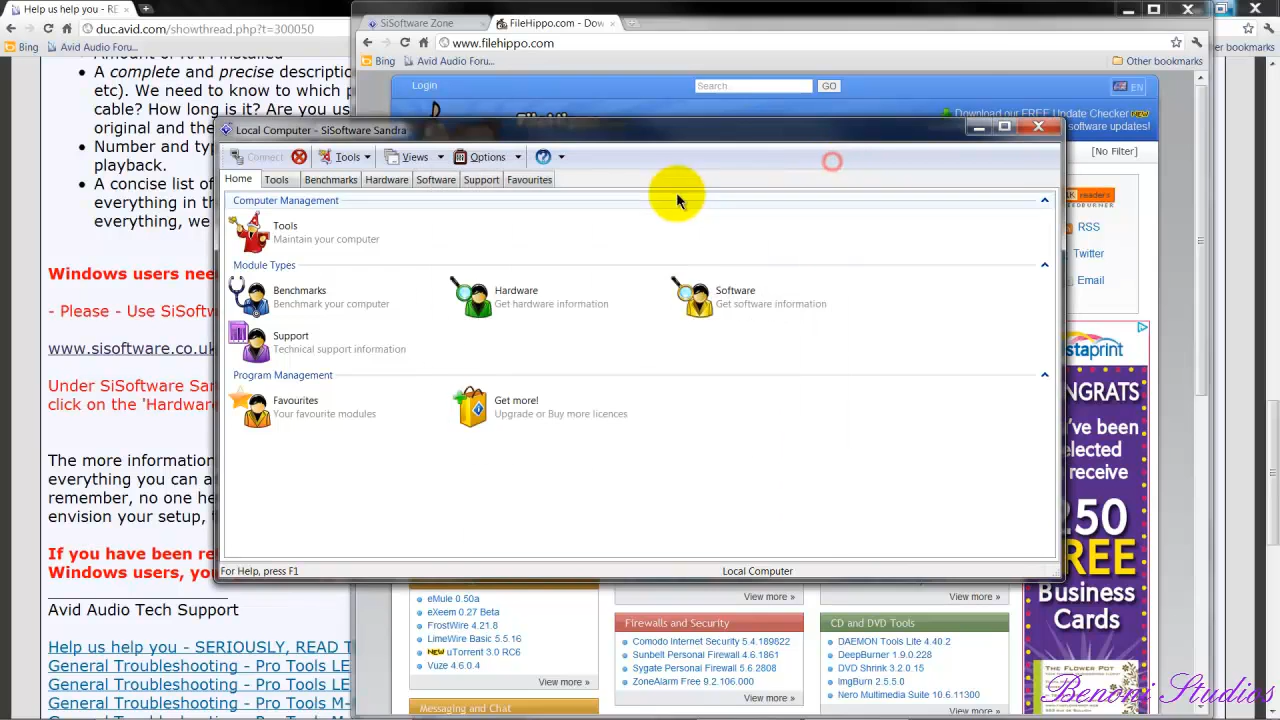 Help us help you - RE
SiSoftware Zone
FileHippo.com - Dow
duc.avid.com/showthread.php?t=300050
www.filehippo.com
Bing
Avid Audio Foru...
Bing
Avid Audio Foru...
Other bookmarks
er bookmarks
Login
Search
GO
EN
Download our FREE Update Checker NEW
software updates!
[No Filter]
A complete and precise descriptio
etc). We need to know to which p
cable? How long is it? Are you us
original and the
Number and typ
playback.
A concise list of
everything in th
everything, we
Windows users nee
- Please - Use SiSoftw
www.sisoftware.co.uk
Under SiSoftware Sar
click on the 'Hardware
The more information
everything you can a
remember, no one he
envision your setup,
If you have been re
Windows users, you
Avid Audio Tech Support
Help us help you - SERIOUSLY, READ T
General Troubleshooting - Pro Tools LE
General Troubleshooting - Pro Tools LE
General Troubleshooting - Pro Tools M-
Local Computer - SiSoftware Sandra
Connect
Tools
Views
Options
Home
Tools
Benchmarks
Hardware
Software
Support
Favourites
Computer Management
Tools
Maintain your computer
Module Types
Benchmarks
Benchmark your computer
Hardware
Get hardware information
Software
Get software information
Support
Technical support information
Program Management
Favourites
Your favourite modules
Get more!
Upgrade or Buy more licences
For Help, press F1
Local Computer
readers
RSS
Twitter
Email
staprint
NGRATS
've been
elected
receive
250
FREE
Business
Cards
THE FLOWER POT
eMule 0.50a
eXeem 0.27 Beta
FrostWire 4.21.8
LimeWire Basic 5.5.16
NEW uTorrent 3.0 RC6
Vuze 4.6.0.4
View more »
Messaging and Chat
View more »
Firewalls and Security
Comodo Internet Security 5.4.189822
Sunbelt Personal Firewall 4.6.1861
Sygate Personal Firewall 5.6 2808
ZoneAlarm Free 9.2.106.000
View more »
View more »
CD and DVD Tools
DAEMON Tools Lite 4.40.2
DeepBurner 1.9.0.228
DVD Shrink 3.2.0 15
ImgBurn 2.5.5.0
Nero Multimedia Suite 10.6.11300
View more »
Benoni Studios